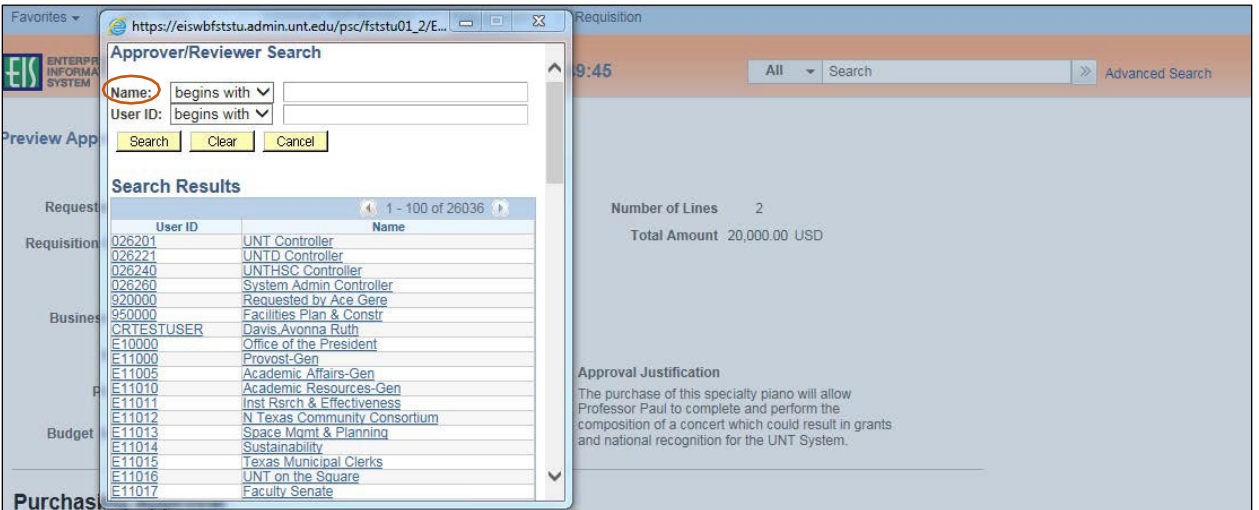 Favorites
https://eiswbfststu.admin.unt.edu/psc/fststu01_2/E...
Requisition
EIS ENTERPR
INFORMA
SYSTEM
9:45
All
Search
Advanced Search
Approver/Reviewer Search
Name: begins with
User ID: begins with
Search Clear Cancel
Preview App
Search Results
1 - 100 of 26036
User ID Name
026201 UNT Controller
026221 UNTD Controller
026240 UNTHSC Controller
026260 System Admin Controller
920000 Requested by Ace Gere
950000 Facilities Plan & Constr
CRTESTUSER Davis,Avonna Ruth
E10000 Office of the President
E11000 Provost-Gen
E11005 Academic Affairs-Gen
E11010 Academic Resources-Gen
E11011 Inst Rsrch & Effectiveness
E11012 N Texas Community Consortium
E11013 Space Mgmt & Planning
E11014 Sustainability
E11015 Texas Municipal Clerks
E11016 UNT on the Square
E11017 Faculty Senate
Request
Requisition
Busines
P
Budget
Number of Lines 2
Total Amount 20,000.00 USD
Approval Justification
The purchase of this specialty piano will allow
Professor Paul to complete and perform the
composition of a concert which could result in grants
and national recognition for the UNT System.
Purchas